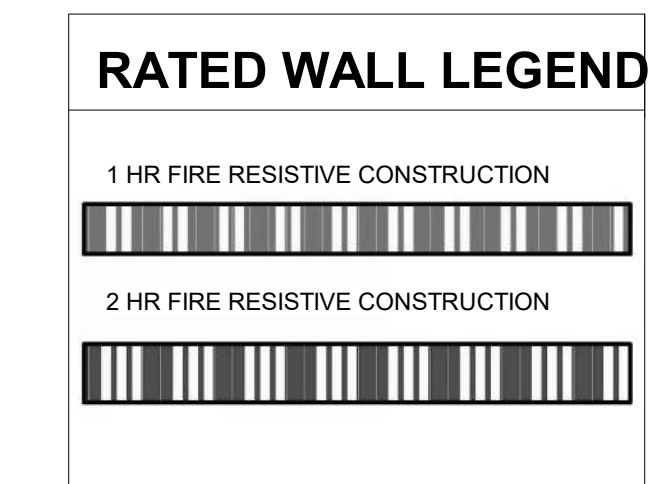 RATED WALL LEGEND
1 HR FIRE RESISTIVE CONSTRUCTION
2 HR FIRE RESISTIVE CONSTRUCTION